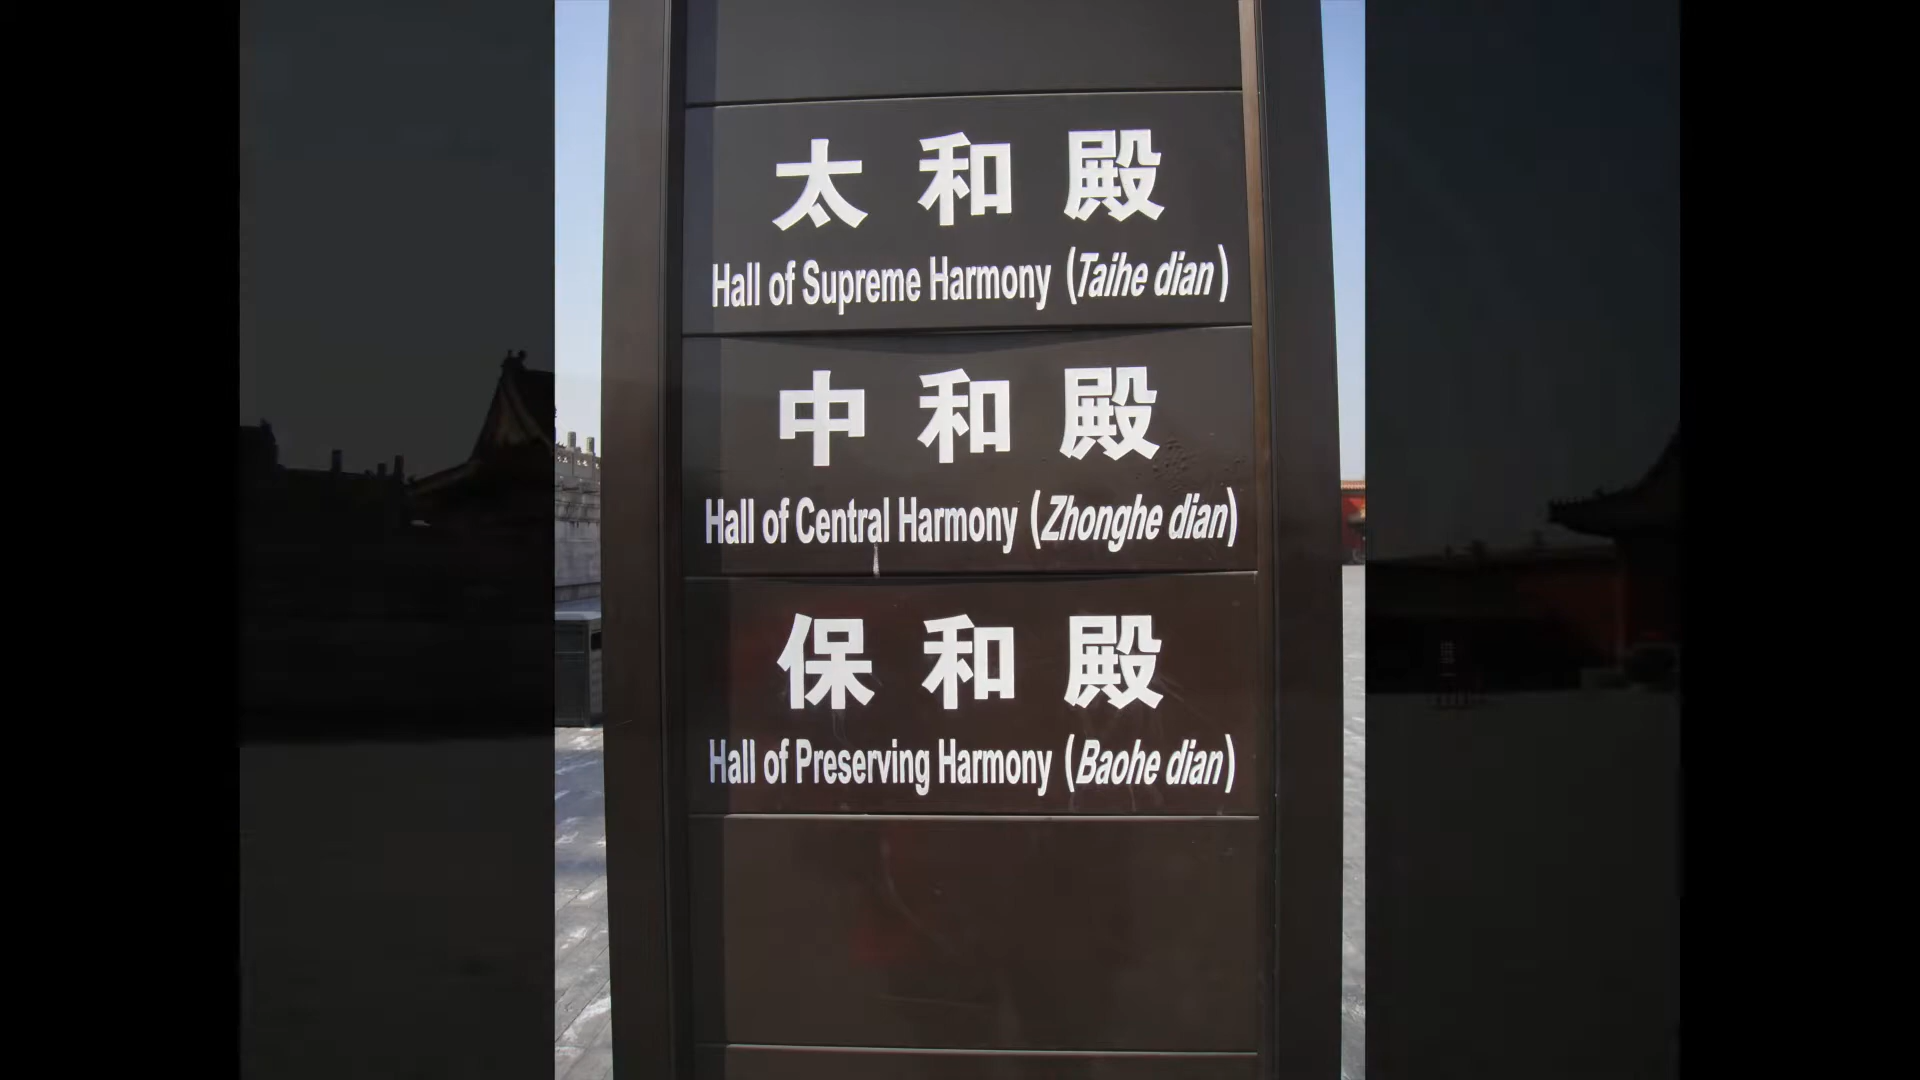 太和殿
Hall of Supreme Harmony (Taihe dian)
中和殿
Hall of Central Harmony (Zhonghe dian)
保和殿
Hall of Preserving Harmony (Baohe dian)